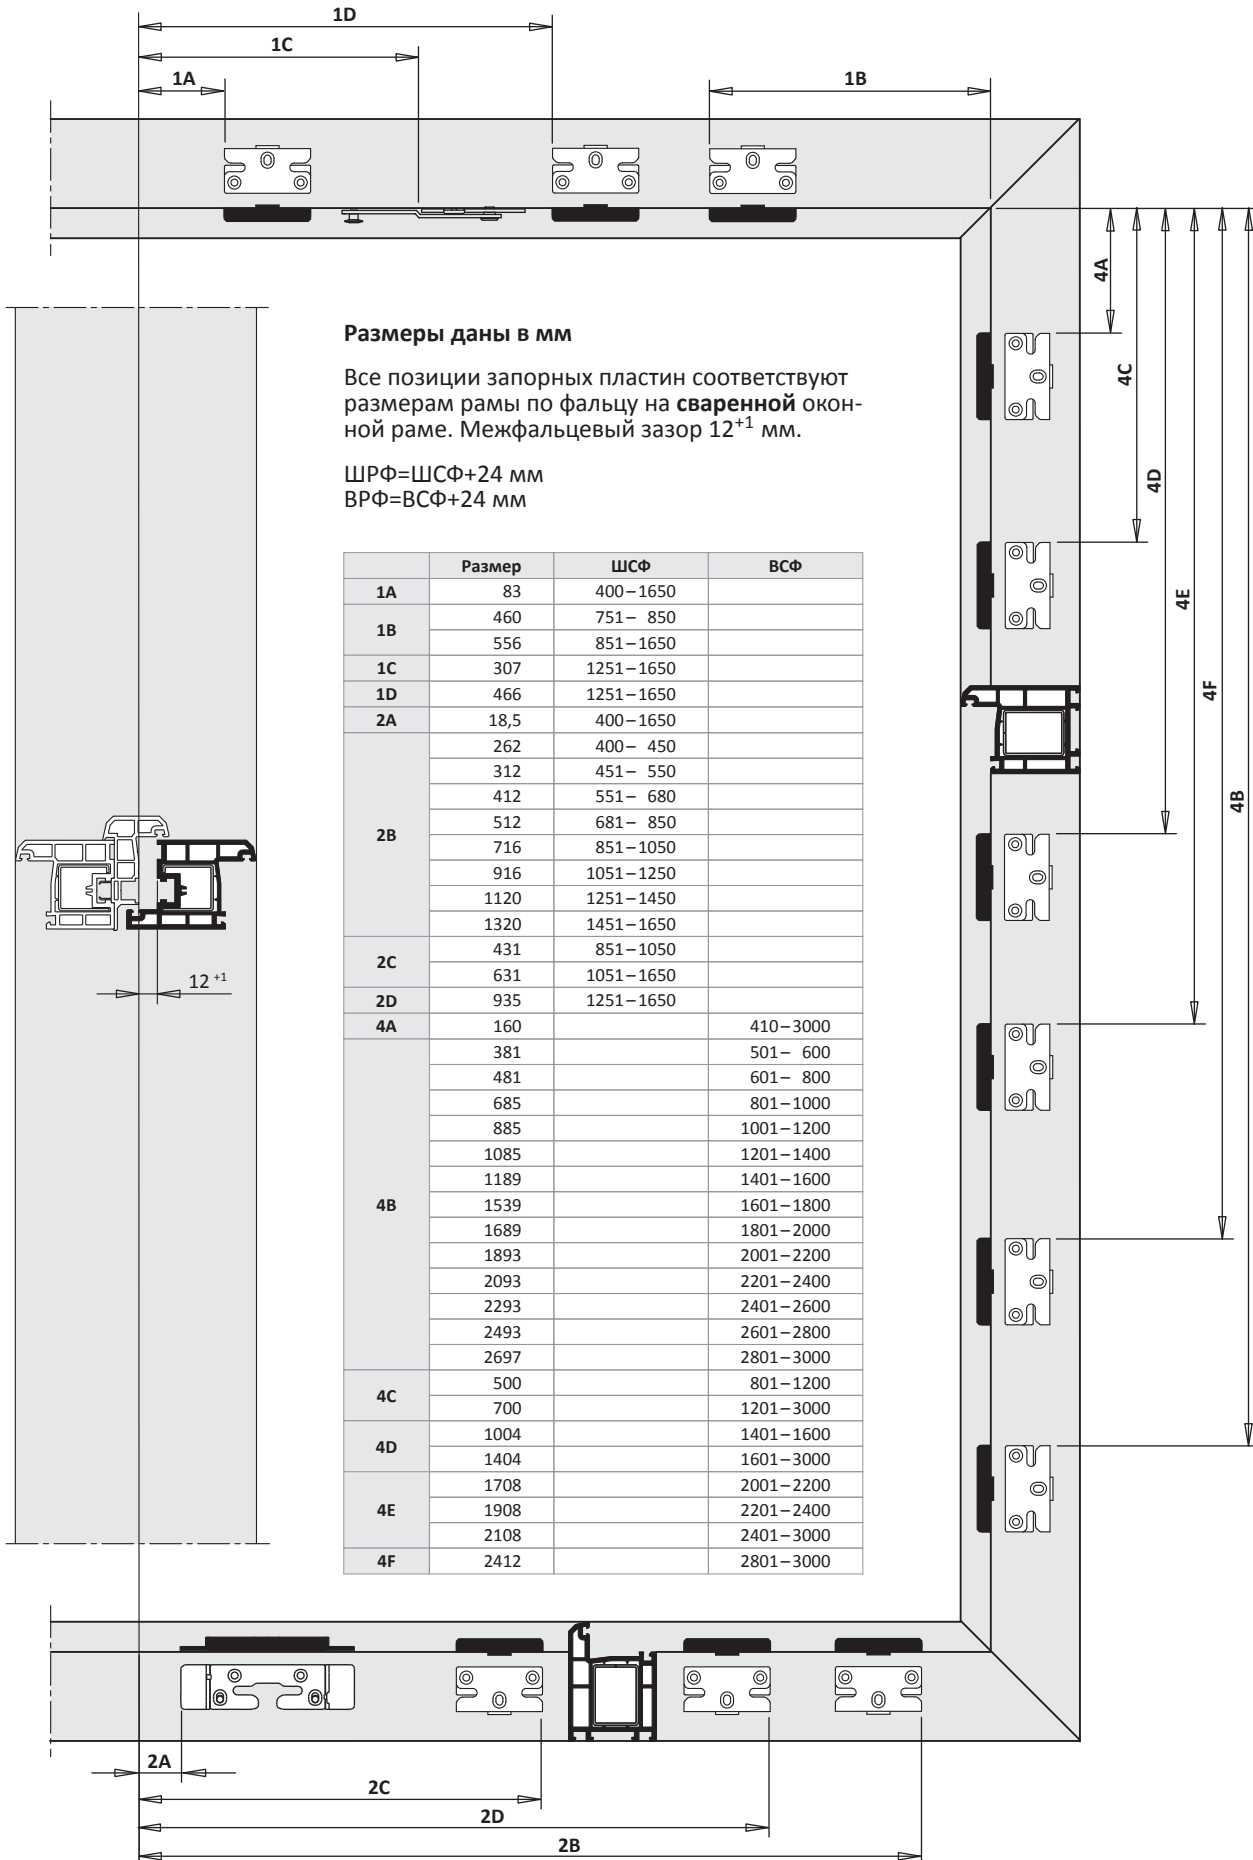 1D
1C
1A
1B
4A
4C
4D
4E
4F
4B
Размеры даны в мм
Все позиции запорных пластин соответствуют
размерам рамы по фальцу на сваренной окон-
ной раме. Межфальцевый зазор 12+1 мм.
ШРФ=ШСФ+24 мм
ВРФ=ВСФ+24 мм
Размер ШСФ ВСФ
1A 83 400–1650
1B 460 751– 850
556 851–1650
1C 307 1251–1650
1D 466 1251–1650
2A 18,5 400–1650
2B 262 400– 450
312 451– 550
412 551– 680
512 681– 850
716 851–1050
916 1051–1250
1120 1251–1450
1320 1451–1650
2C 431 851–1050
631 1051–1650
2D 935 1251–1650
4A 160 410–3000
4B 381 501– 600
481 601– 800
685 801–1000
885 1001–1200
1085 1201–1400
1189 1401–1600
1539 1601–1800
1689 1801–2000
1893 2001–2200
2093 2201–2400
2293 2401–2600
2493 2601–2800
2697 2801–3000
4C 500 801–1200
700 1201–3000
4D 1004 1401–1600
1404 1601–3000
4E 1708 2001–2200
1908 2201–2400
2108 2401–3000
4F 2412 2801–3000
12 +1
2A
2C
2D
2B